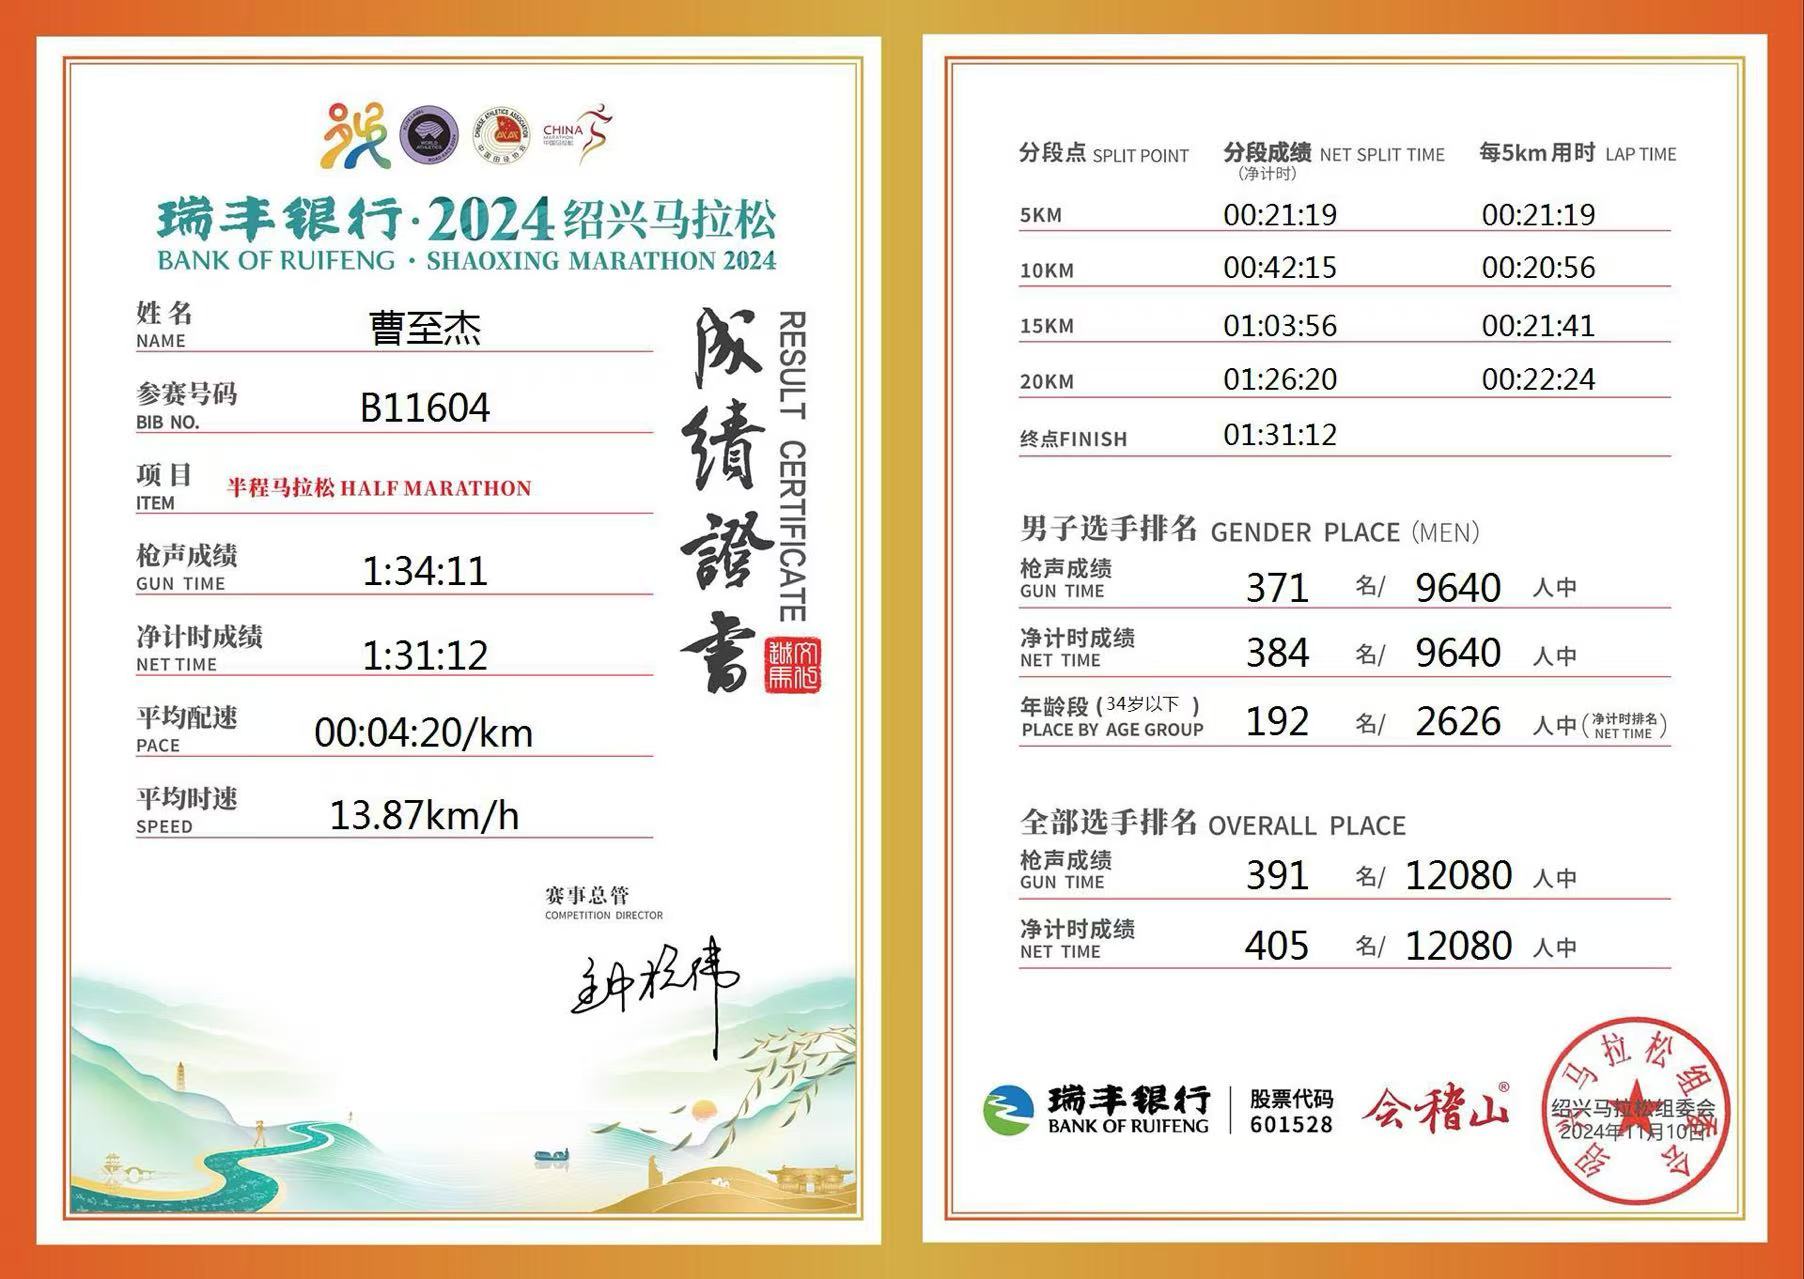 CHINA
MARATHON
中国马拉松
瑞丰银行·2024绍兴马拉松
BANK OF RUIFENG · SHAOXING MARATHON 2024
姓名
NAME
曹至杰
参赛号码
BIB NO.
B11604
项目
ITEM
半程马拉松 HALF MARATHON
枪声成绩
GUN TIME
1:34:11
净计时成绩
NET TIME
1:31:12
平均配速
PACE
00:04:20/km
平均时速
SPEED
13.87km/h
成绩證書
RESULT CERTIFICATE
赛事总管
COMPETITION DIRECTOR
分段点 SPLIT POINT 分段成绩 NET SPLIT TIME 每5km用时 LAP TIME
(净计时)
5KM 00:21:19 00:21:19
10KM 00:42:15 00:20:56
15KM 01:03:56 00:21:41
20KM 01:26:20 00:22:24
终点FINISH 01:31:12
男子选手排名 GENDER PLACE (MEN)
枪声成绩
GUN TIME
371 名/ 9640 人中
净计时成绩
NET TIME
384 名/ 9640 人中
年龄段 (34岁以下 )
PLACE BY AGE GROUP
192 名/ 2626 人中 (净计时排名
NET TIME)
全部选手排名 OVERALL PLACE
枪声成绩
GUN TIME
391 名/ 12080 人中
净计时成绩
NET TIME
405 名/ 12080 人中
瑞丰银行
BANK OF RUIFENG
股票代码
601528
会稽山®
绍兴马拉松组委会
绍兴马拉松组委会
2024年11月10日